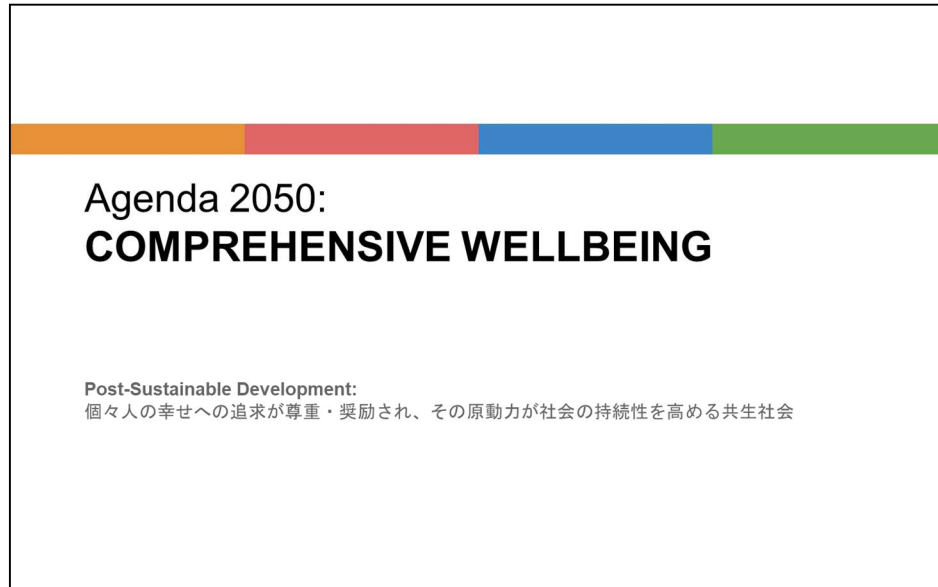 Agenda 2050:
COMPREHENSIVE WELLBEING
Post-Sustainable Development:
個々人の幸せへの追求が尊重・奨励され、その原動力が社会の持続性を高める共生社会